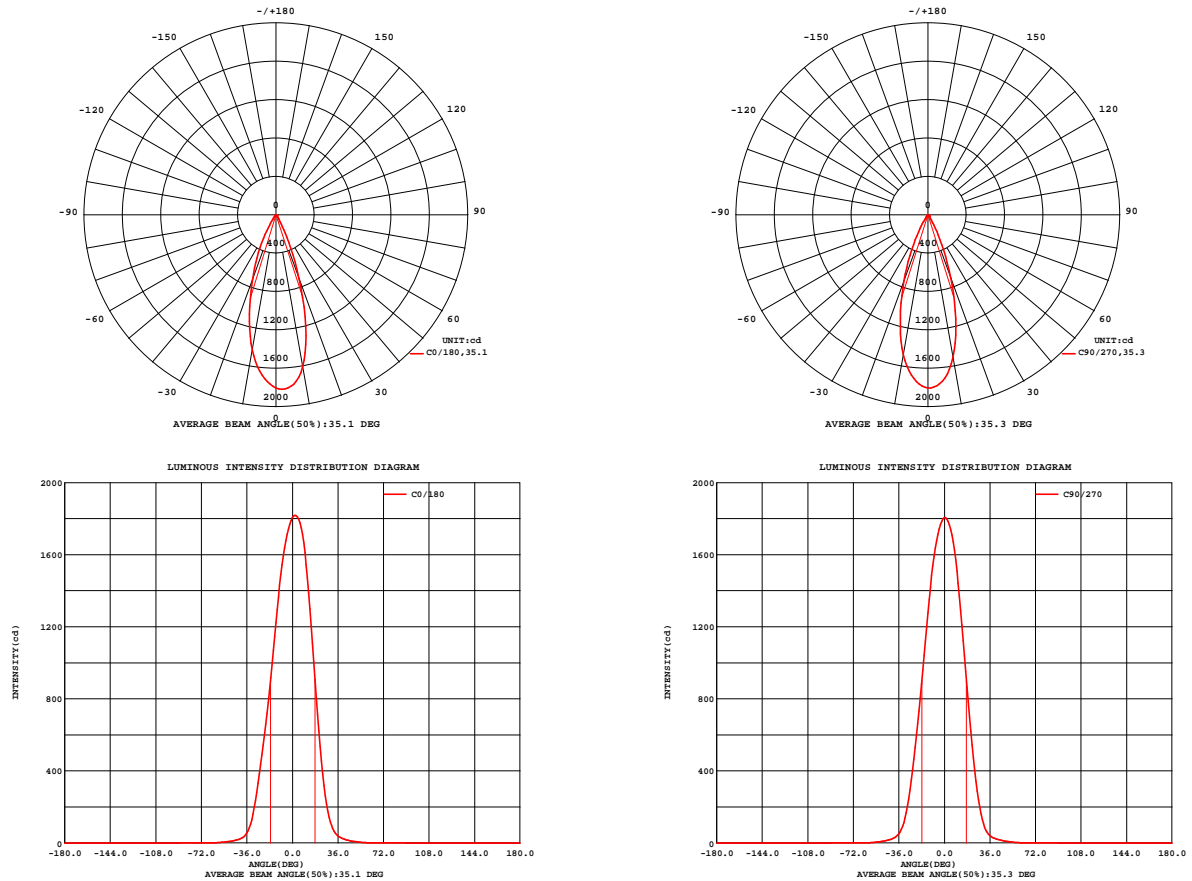 -/+180
-150 150
-120 120
-90 90
-60 60
-30 30
0
0
400
800
1200
1600
2000
UNIT:cd
C0/180,35.1
AVERAGE BEAM ANGLE(50%):35.1 DEG
-/+180
-150 150
-120 120
-90 90
-60 60
-30 30
0
0
400
800
1200
1600
2000
UNIT:cd
C90/270,35.3
AVERAGE BEAM ANGLE(50%):35.3 DEG
LUMINOUS INTENSITY DISTRIBUTION DIAGRAM
C0/180
2000
1600
1200
800
400
0
INTENSITY(cd)
-180.0 -144.0 -108.0 -72.0 -36.0 0.0 36.0 72.0 108.0 144.0 180.0
ANGLE(DEG)
AVERAGE BEAM ANGLE(50%):35.1 DEG
LUMINOUS INTENSITY DISTRIBUTION DIAGRAM
C90/270
2000
1600
1200
800
400
0
INTENSITY(cd)
-180.0 -144.0 -108.0 -72.0 -36.0 0.0 36.0 72.0 108.0 144.0 180.0
ANGLE(DEG)
AVERAGE BEAM ANGLE(50%):35.3 DEG